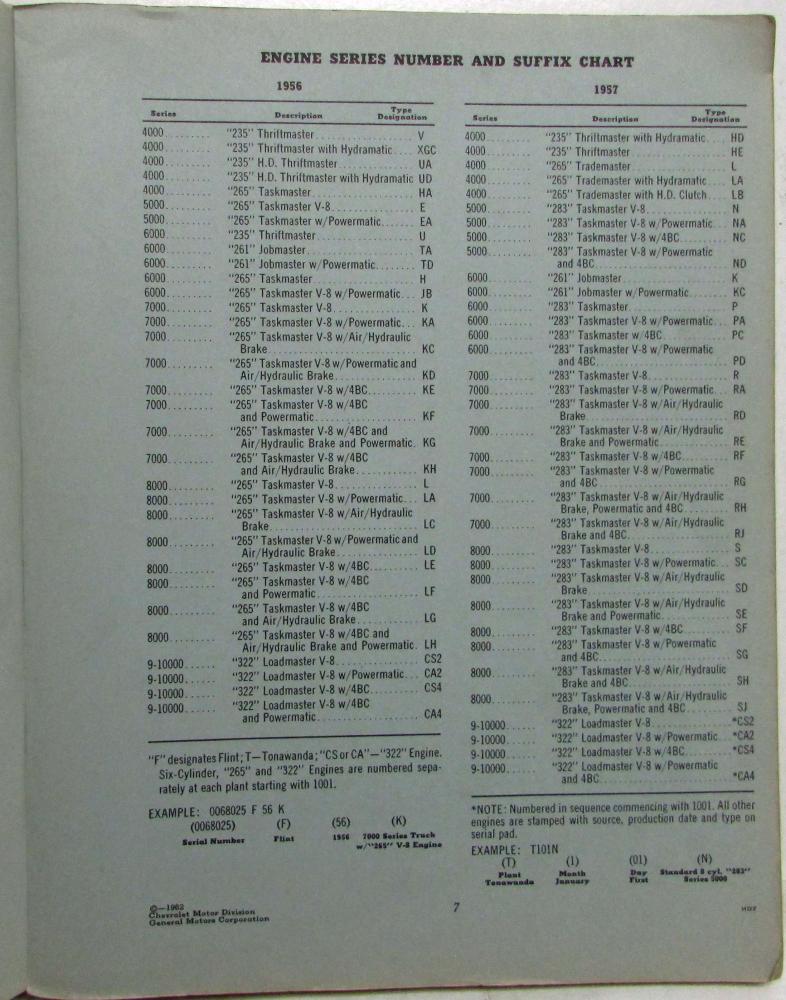 ENGINE SERIES NUMBER AND SUFFIX CHART
1956
Series Description Type Designation
4000 "235" Thriftmaster V
4000 "235" Thriftmaster with Hydramatic XGC
4000 "235" H.D. Thriftmaster UA
4000 "235" H.D. Thriftmaster with Hydramatic UD
4000 "265" Taskmaster HA
5000 "265" Taskmaster V-8 E
5000 "265" Taskmaster w/Powermatic EA
6000 "235" Thriftmaster U
6000 "261" Jobmaster TA
6000 "261" Jobmaster w/Powermatic TD
6000 "265" Taskmaster H
6000 "265" Taskmaster V-8 w/Powermatic JB
7000 "265" Taskmaster V-8 K
7000 "265" Taskmaster V-8 w/Powermatic KA
7000 "265" Taskmaster V-8 w/Air/Hydraulic
Brake KC
7000 "265" Taskmaster V-8 w/Powermatic and
Air/Hydraulic Brake KD
7000 "265" Taskmaster V-8 w/4BC KE
7000 "265" Taskmaster V-8 w/4BC
and Powermatic KF
7000 "265" Taskmaster V-8 w/4BC and
Air/Hydraulic Brake and Powermatic KG
7000 "265" Taskmaster V-8 w/4BC
and Air/Hydraulic Brake KH
8000 "265" Taskmaster V-8 L
8000 "265" Taskmaster V-8 w/Powermatic LA
8000 "265" Taskmaster V-8 w/Air/Hydraulic
Brake LC
8000 "265" Taskmaster V-8 w/Powermatic and
Air/Hydraulic Brake LD
8000 "265" Taskmaster V-8 w/4BC LE
8000 "265" Taskmaster V-8 w/4BC
and Powermatic LF
8000 "265" Taskmaster V-8 w/4BC
and Air/Hydraulic Brake LG
8000 "265" Taskmaster V-8 w/4BC and
Air/Hydraulic Brake and Powermatic LH
9-10000 "322" Loadmaster V-8 CS2
9-10000 "322" Loadmaster V-8 w/Powermatic CA2
9-10000 "322" Loadmaster V-8 w/4BC CS4
9-10000 "322" Loadmaster V-8 w/4BC
and Powermatic CA4
"F" designates Flint; T—Tonawanda; "CS or CA"—"322" Engine.
Six-Cylinder, "265" and "322" Engines are numbered sepa-
rately at each plant starting with 1001.
EXAMPLE: 0068025 F 56 K
(0068025) (F) (56) (K)
Serial Number Flint 1956 7000 Series Truck
w/"265" V-8 Engine
©—1962
Chevrolet Motor Division
General Motors Corporation
1957
Series Description Type Designation
4000 "235" Thriftmaster with Hydramatic HD
4000 "235" Thriftmaster HE
4000 "265" Trademaster L
4000 "265" Trademaster with Hydramatic LA
4000 "265" Trademaster with H.D. Clutch LB
5000 "283" Taskmaster V-8 N
5000 "283" Taskmaster V-8 w/Powermatic NA
5000 "283" Taskmaster V-8 w/4BC NC
5000 "283" Taskmaster V-8 w/Powermatic
and 4BC ND
6000 "261" Jobmaster K
6000 "261" Jobmaster w/Powermatic KC
6000 "283" Taskmaster P
6000 "283" Taskmaster V-8 w/Powermatic PA
6000 "283" Taskmaster w/4BC PC
6000 "283" Taskmaster V-8 w/Powermatic
and 4BC PD
7000 "283" Taskmaster V-8 R
7000 "283" Taskmaster V-8 w/Powermatic RA
7000 "283" Taskmaster V-8 w/Air/Hydraulic
Brake RD
7000 "283" Taskmaster V-8 w/Air/Hydraulic
Brake and Powermatic RE
7000 "283" Taskmaster V-8 w/4BC RF
7000 "283" Taskmaster V-8 w/Powermatic
and 4BC RG
7000 "283" Taskmaster V-8 w/Air/Hydraulic
Brake, Powermatic and 4BC RH
7000 "283" Taskmaster V-8 w/Air/Hydraulic
Brake and 4BC RJ
8000 "283" Taskmaster V-8 S
8000 "283" Taskmaster V-8 w/Powermatic SC
8000 "283" Taskmaster V-8 w/Air/Hydraulic
Brake SD
8000 "283" Taskmaster V-8 w/Air/Hydraulic
Brake and Powermatic SE
8000 "283" Taskmaster V-8 w/4BC SF
8000 "283" Taskmaster V-8 w/Powermatic
and 4BC SG
8000 "283" Taskmaster V-8 w/Air/Hydraulic
Brake and 4BC SH
8000 "283" Taskmaster V-8 w/Air/Hydraulic
Brake, Powermatic and 4BC SJ
9-10000 "322" Loadmaster V-8 *CS2
9-10000 "322" Loadmaster V-8 w/Powermatic *CA2
9-10000 "322" Loadmaster V-8 w/4BC *CS4
9-10000 "322" Loadmaster V-8 w/Powermatic
and 4BC *CA4
*NOTE: Numbered in sequence commencing with 1001. All other
engines are stamped with source, production date and type on
serial pad.
EXAMPLE: T101N
(T) (1) (01) (N)
Plant Month Day Standard 8 cyl. "283"
Tonawanda January First Series 5000
7